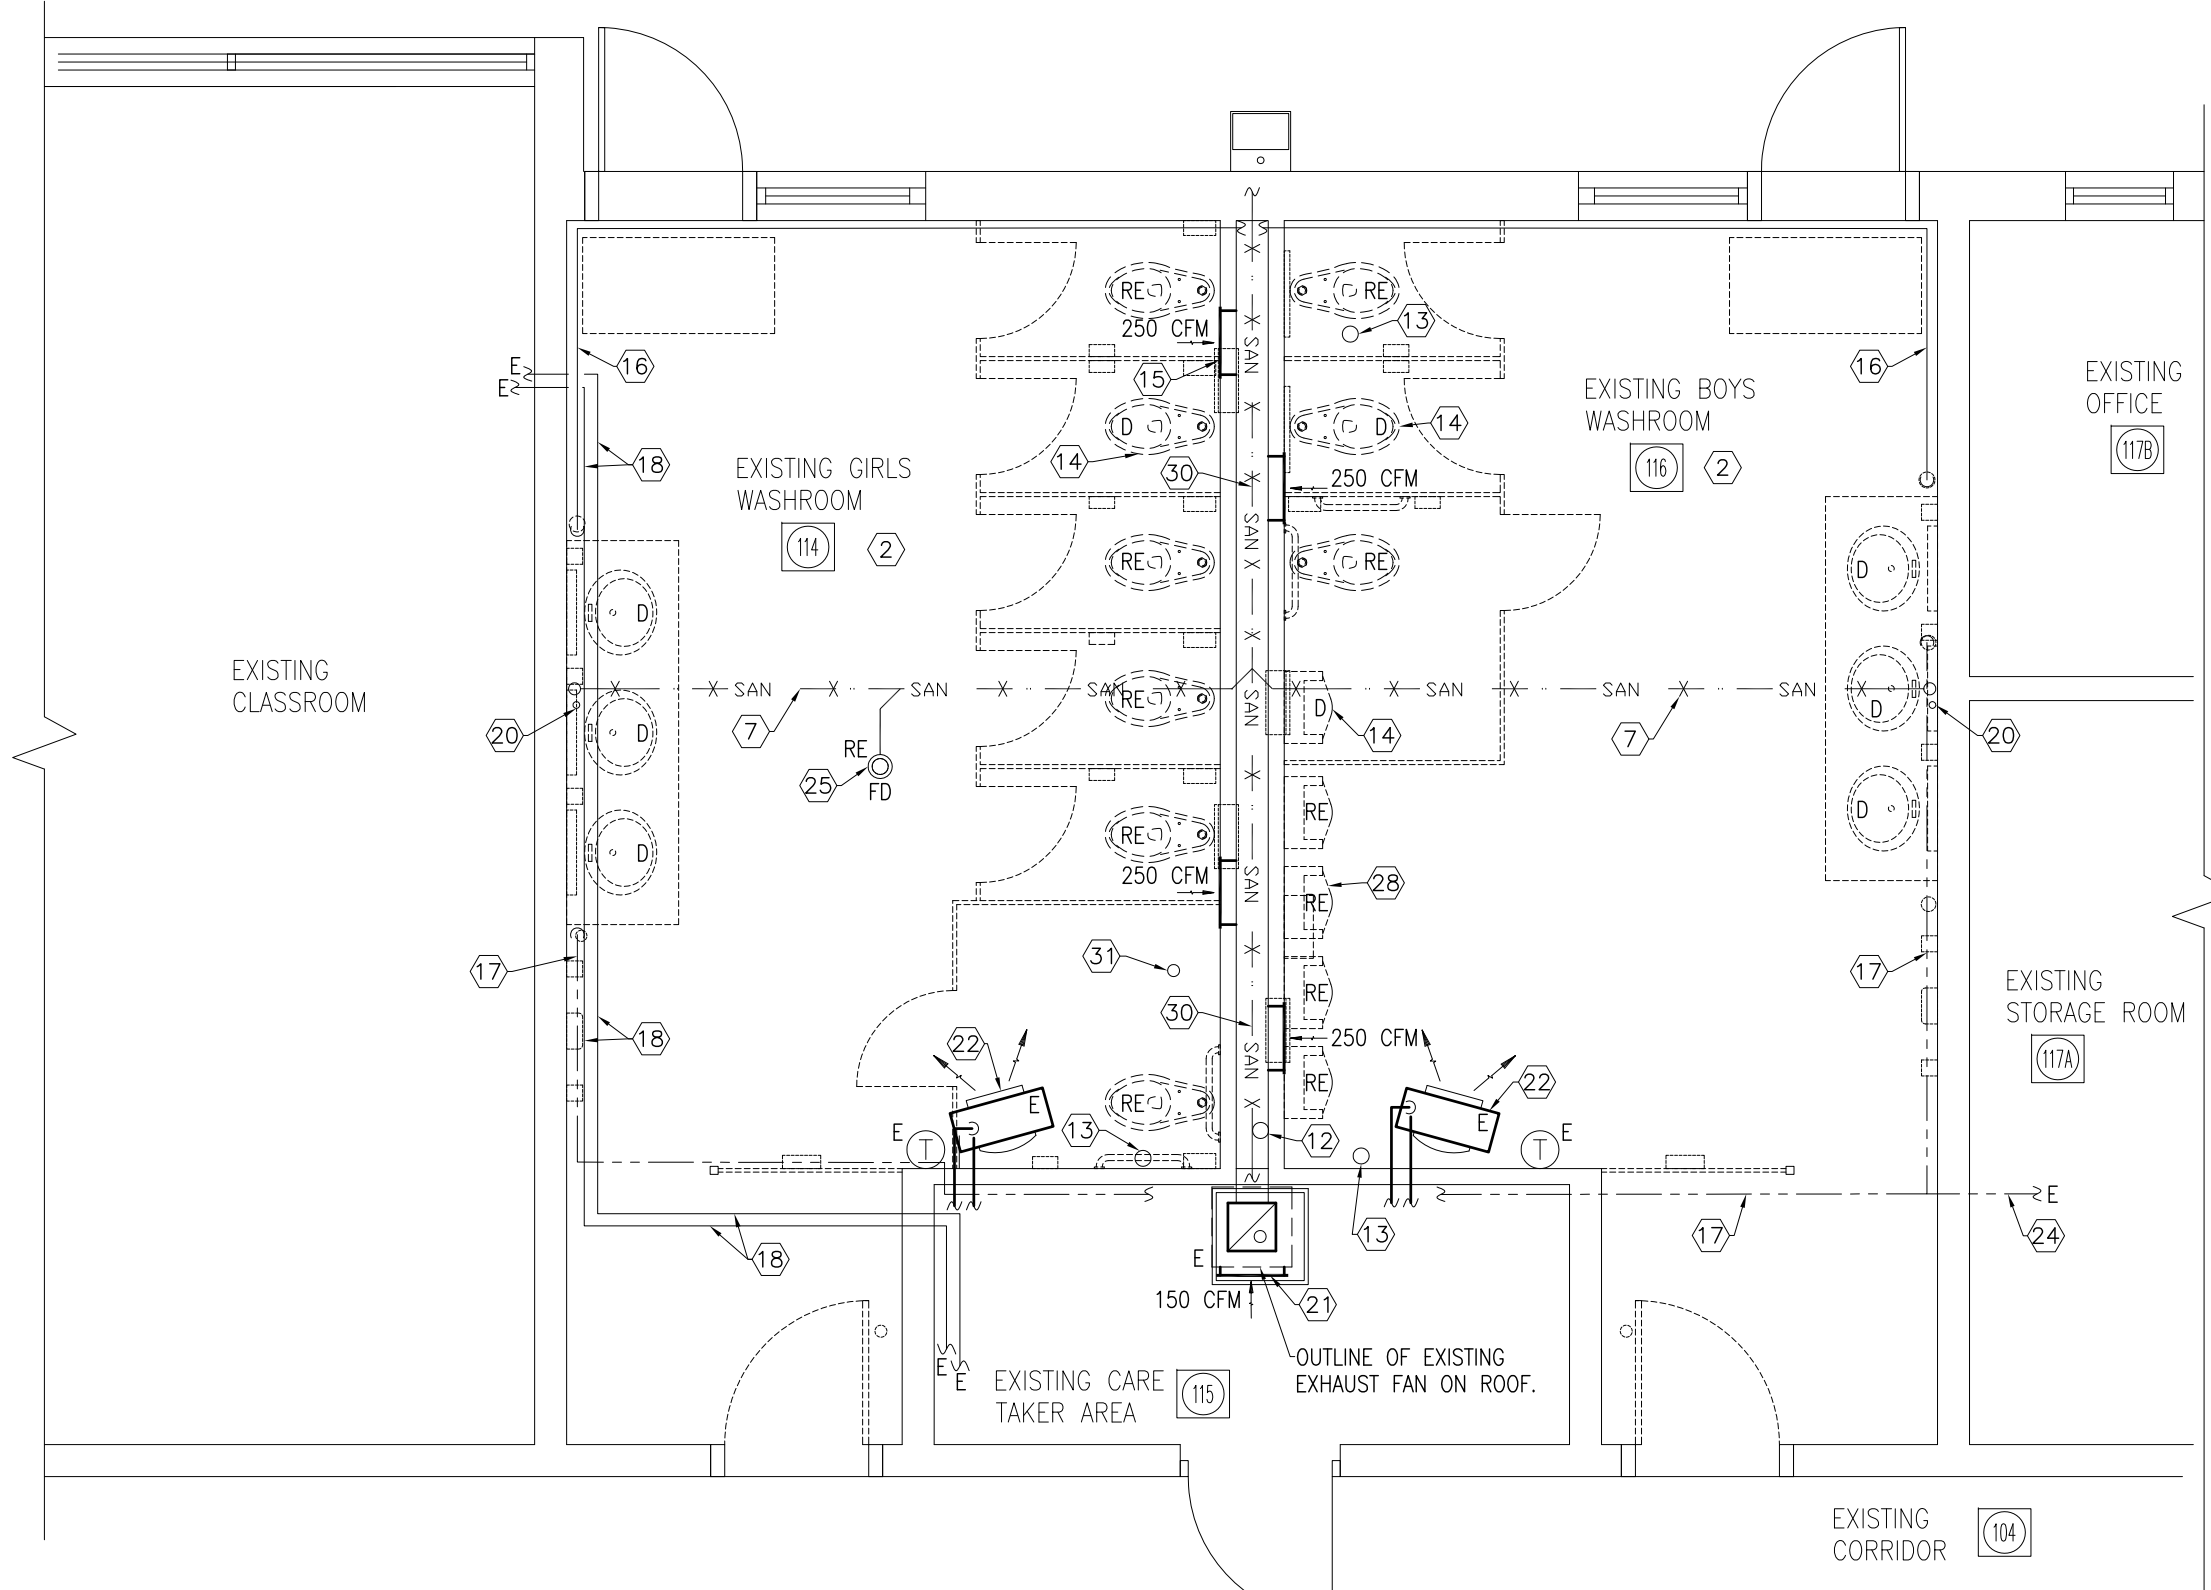 RE
RE
13
250 CFM
E
E
16
15
16
SAN
EXISTING
OFFICE
117B
EXISTING BOYS
WASHROOM
116
2
D
D
14
14
18
EXISTING GIRLS
WASHROOM
114
2
30
250 CFM
SAN
RE
RE
D
D
D
D
D
D
EXISTING
CLASSROOM
SAN
SAN
SAN
RE
SAN
D
SAN
SAN
SAN
20
7
RE
25
FD
14
7
20
RE
RE
250 CFM
SAN
28
RE
17
31
17
EXISTING
STORAGE ROOM
117A
30
RE
18
22
SAN
250 CFM
22
RE
E
E
RE
E
T
13
12
T
E
13
17
E
24
18
E
150 CFM
21
OUTLINE OF EXISTING
EXHAUST FAN ON ROOF.
E
E
EXISTING CARE
TAKER AREA
115
EXISTING
CORRIDOR
104